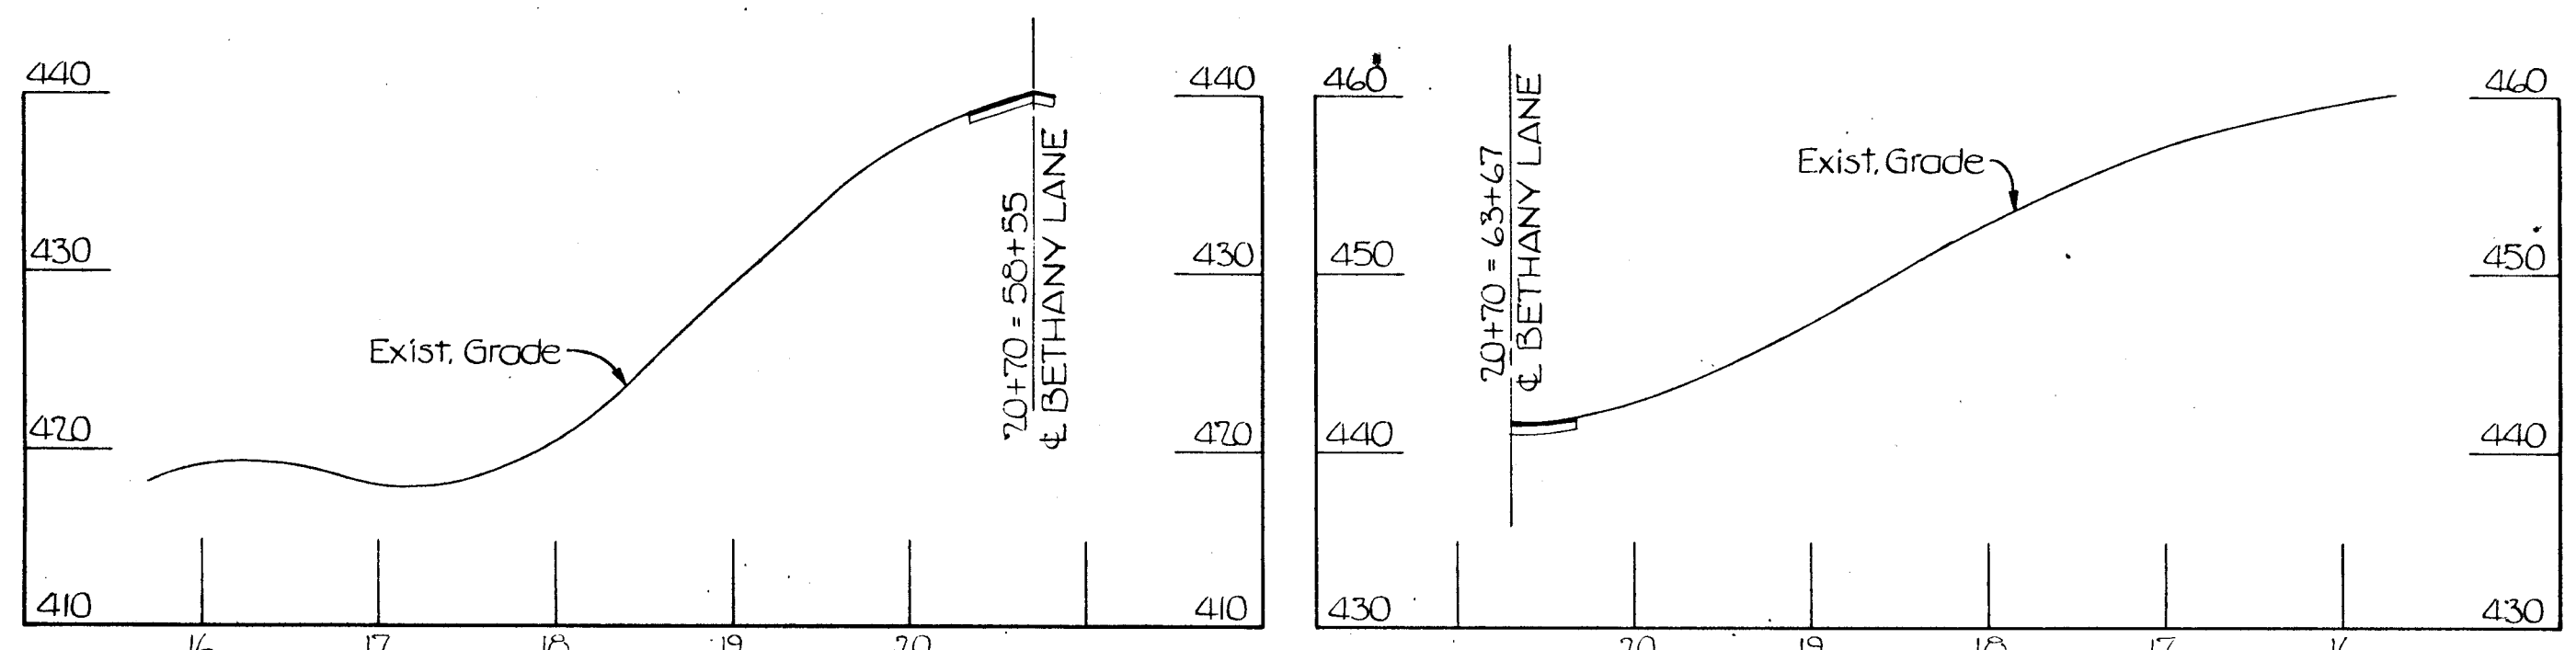 440
430
420
410
Exist. Grade
20+70 = 58+55
℄ BETHANY LANE
440
430
420
410
16 17 18 19 20
460
450
440
430
20+70 = 63+67
℄ BETHANY LANE
Exist. Grade
460
450
440
430
20 19 18 17 16